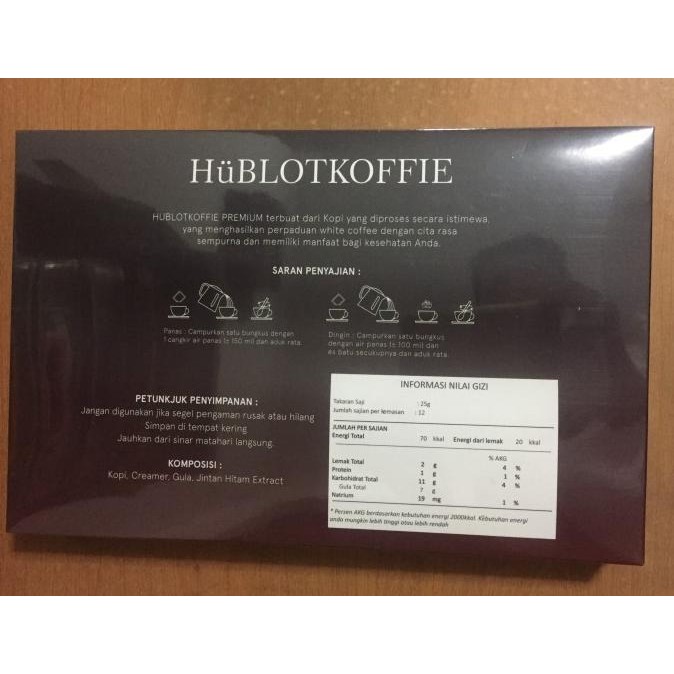 HüBLOTKOFFIE
HUBLOTKOFFIE PREMIUM terbuat dari Kopi yang diproses secara istimewa,
yang menghasilkan perpaduan white coffee dengan cita rasa
sempurna dan memiliki manfaat bagi kesehatan Anda.
SARAN PENYAJIAN :
Panas : Campurkan satu bungkus dengan
1 cangkir air panas (± 150 ml) dan aduk rata.
Dingin : Campurkan satu bungkus
dengan air panas (± 100 ml) dan
es batu secukupnya dan aduk rata.
PETUNKJUK PENYIMPANAN :
Jangan digunakan jika segel pengaman rusak atau hilang
Simpan di tempat kering
Jauhkan dari sinar matahari langsung.
KOMPOSISI :
Kopi, Creamer, Gula, Jintan Hitam Extract
INFORMASI NILAI GIZI
Takaran Saji : 25g
Jumlah sajian per kemasan : 12
JUMLAH PER SAJIAN
Energi Total 70 kkal Energi dari lemak 20 kkal
% AKG
Lemak Total 2 g 4 %
Protein 1 g 1 %
Karbohidrat Total 11 g 4 %
Gula Total 7 g
Natrium 19 mg 1 %
* Persen AKG berdasarkan kebutuhan energi 2000kkal. Kebutuhan energi
anda mungkin lebih tinggi atau lebih rendah